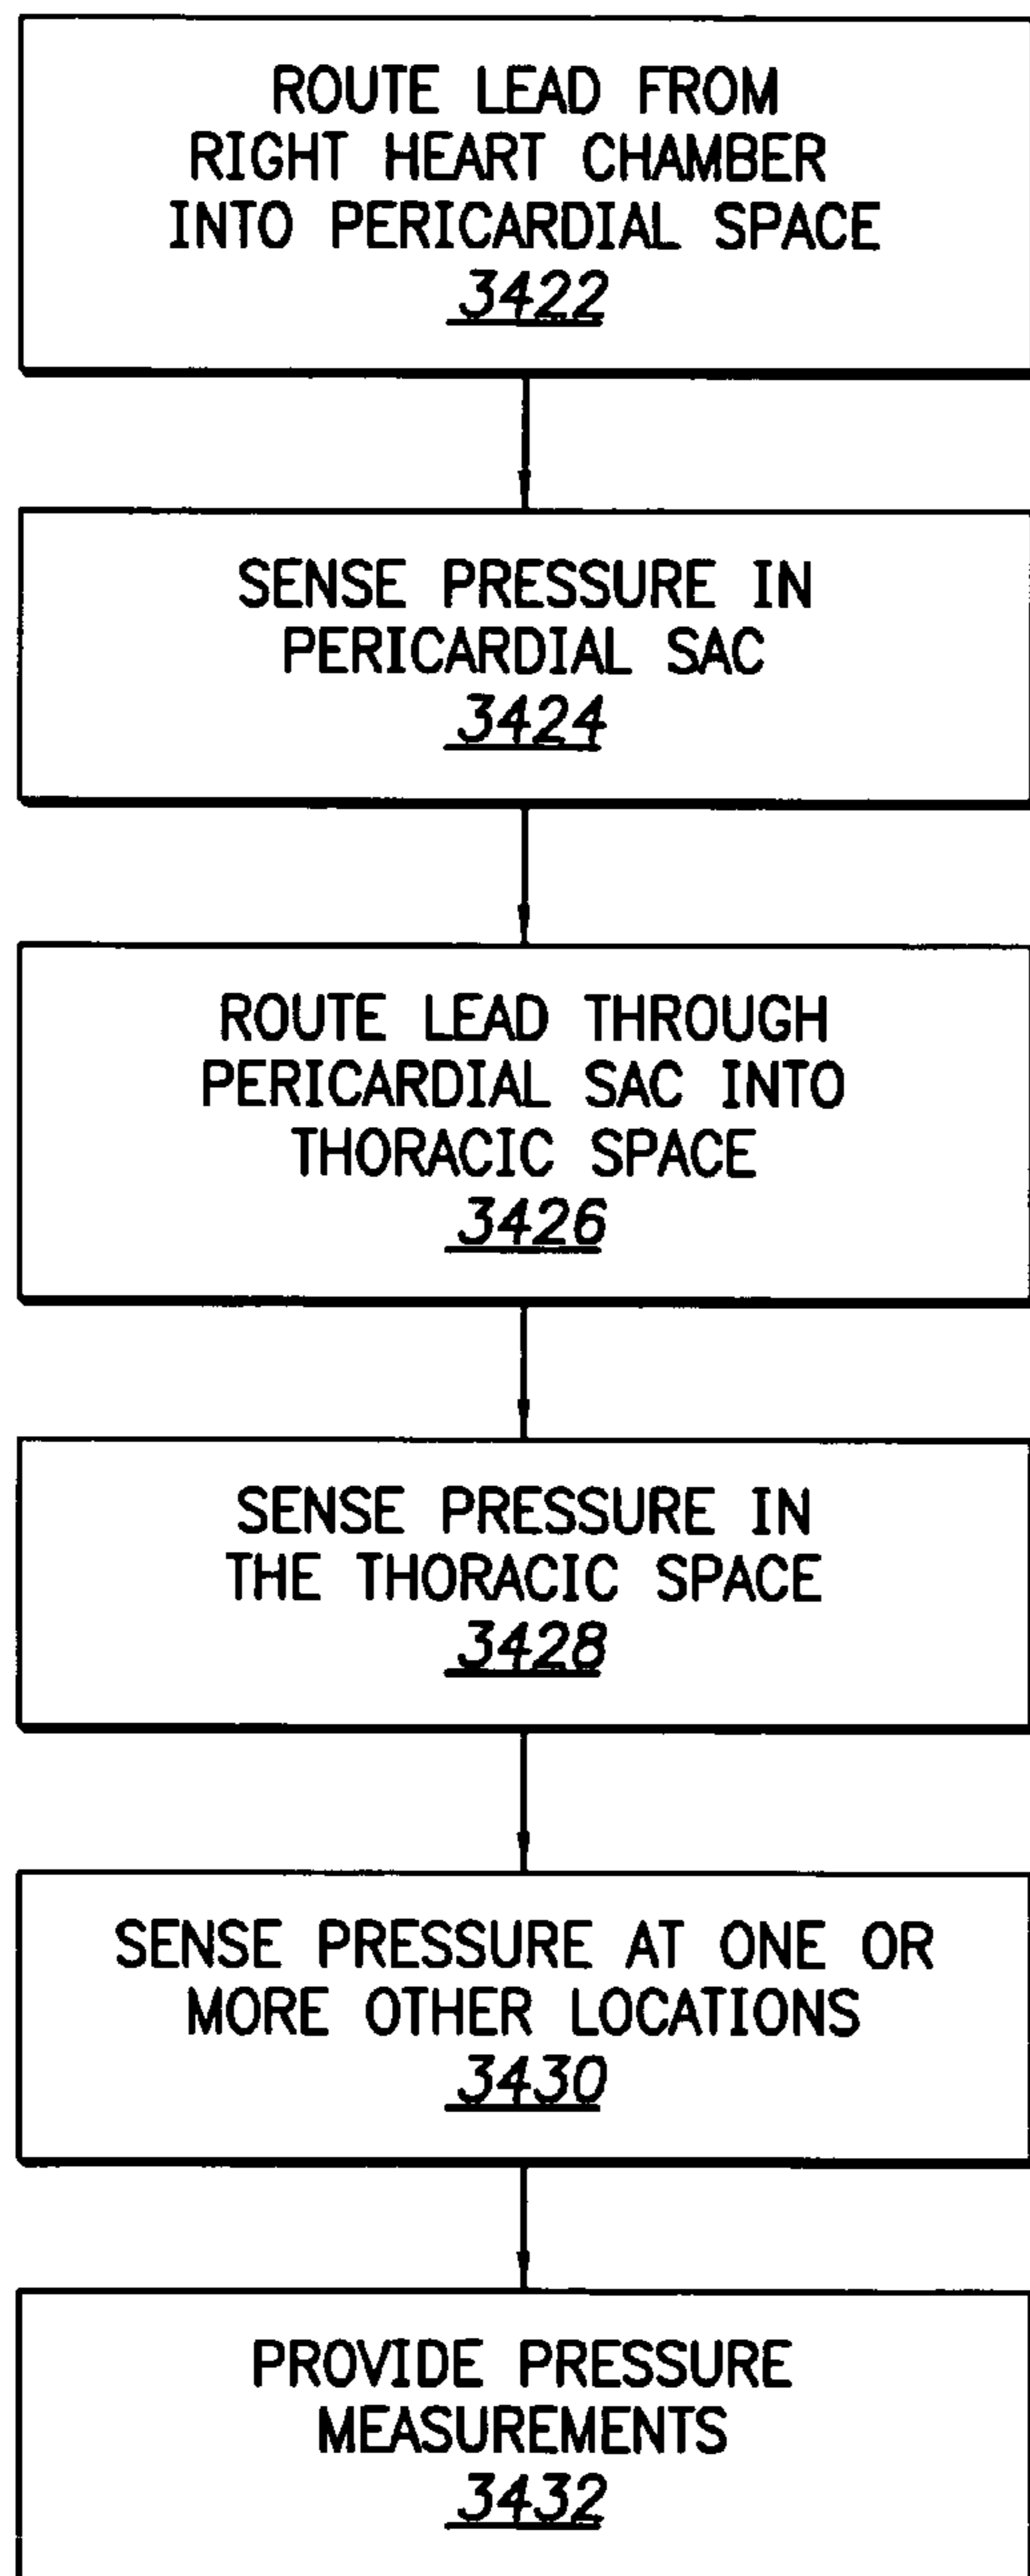 ROUTE LEAD FROM
RIGHT HEART CHAMBER
INTO PERICARDIAL SPACE
3422
SENSE PRESSURE IN
PERICARDIAL SAC
3424
ROUTE LEAD THROUGH
PERICARDIAL SAC INTO
THORACIC SPACE
3426
SENSE PRESSURE IN
THE THORACIC SPACE
3428
SENSE PRESSURE AT ONE OR
MORE OTHER LOCATIONS
3430
PROVIDE PRESSURE
MEASUREMENTS
3432